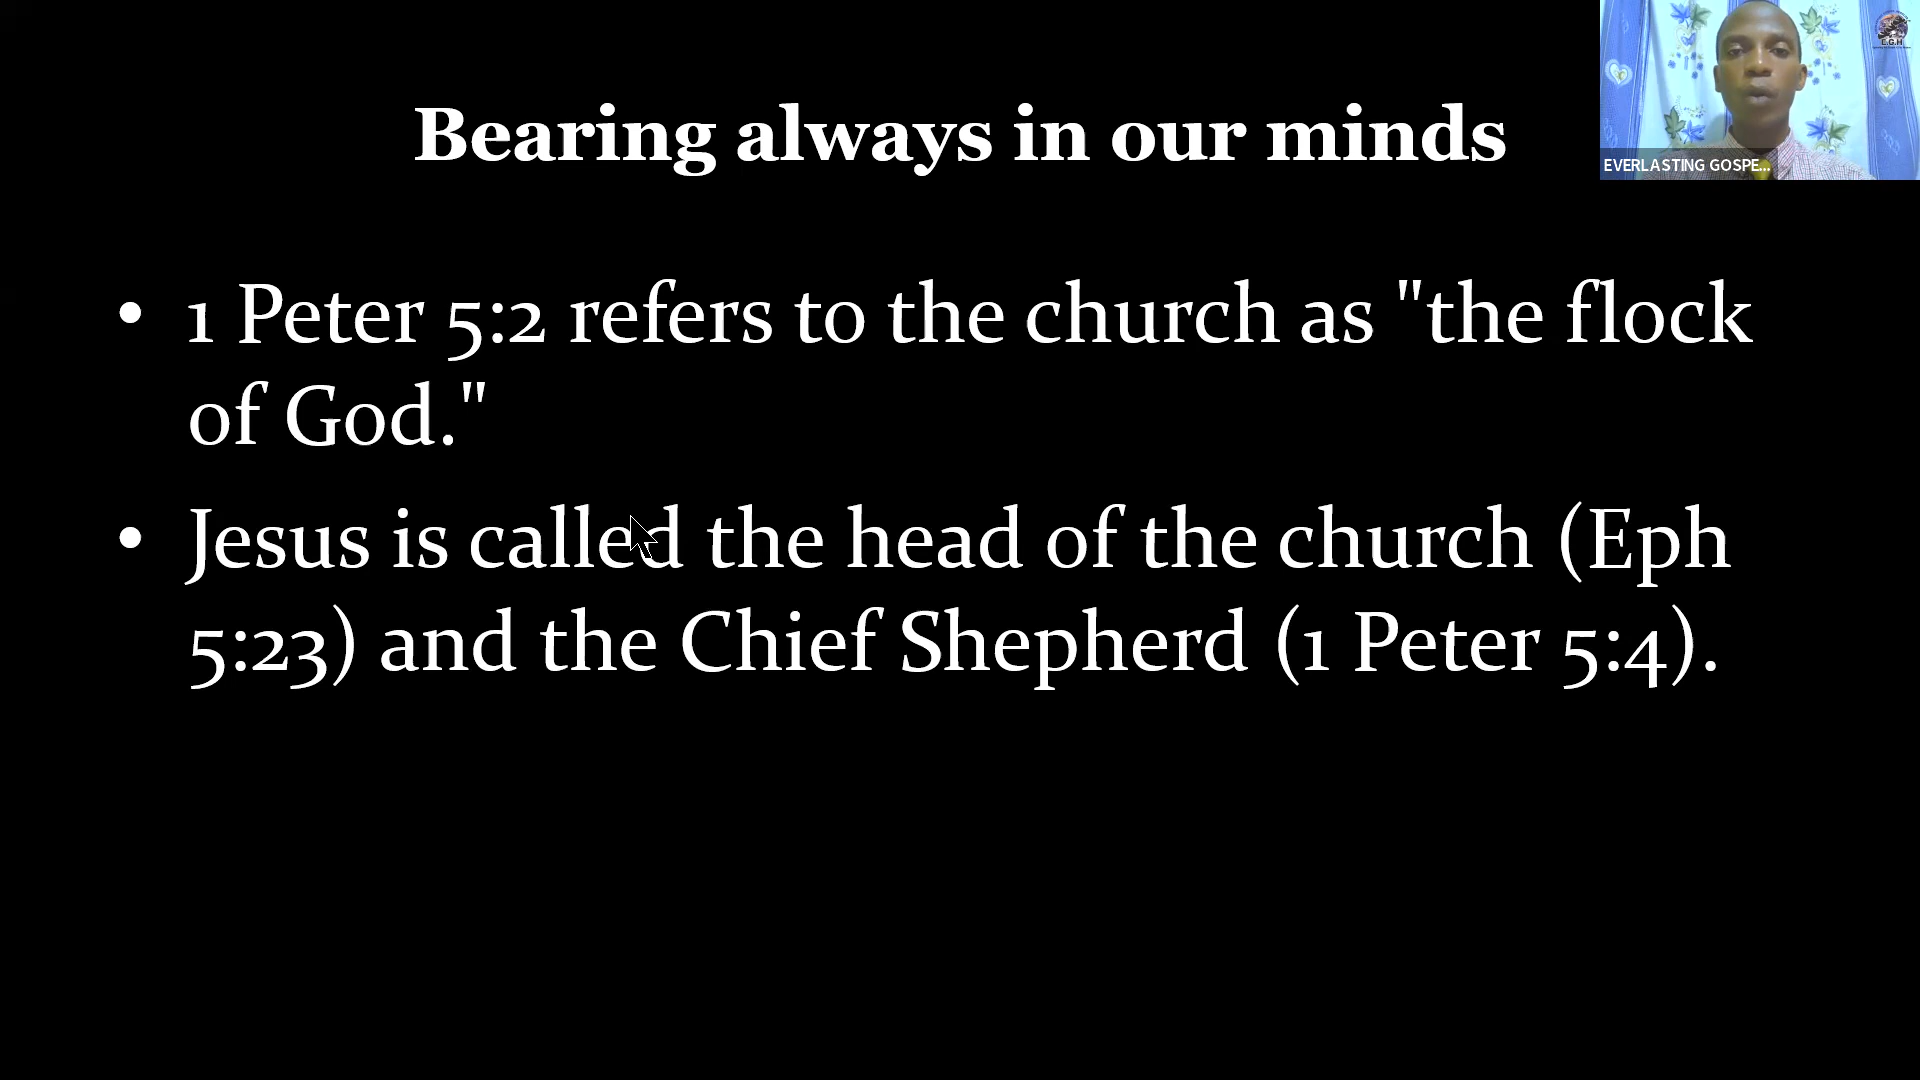 Bearing always in our minds
EVERLASTING GOSPE...
E.G.H
• 1 Peter 5:2 refers to the church as "the flock
of God."
• Jesus is called the head of the church (Eph
5:23) and the Chief Shepherd (1 Peter 5:4).